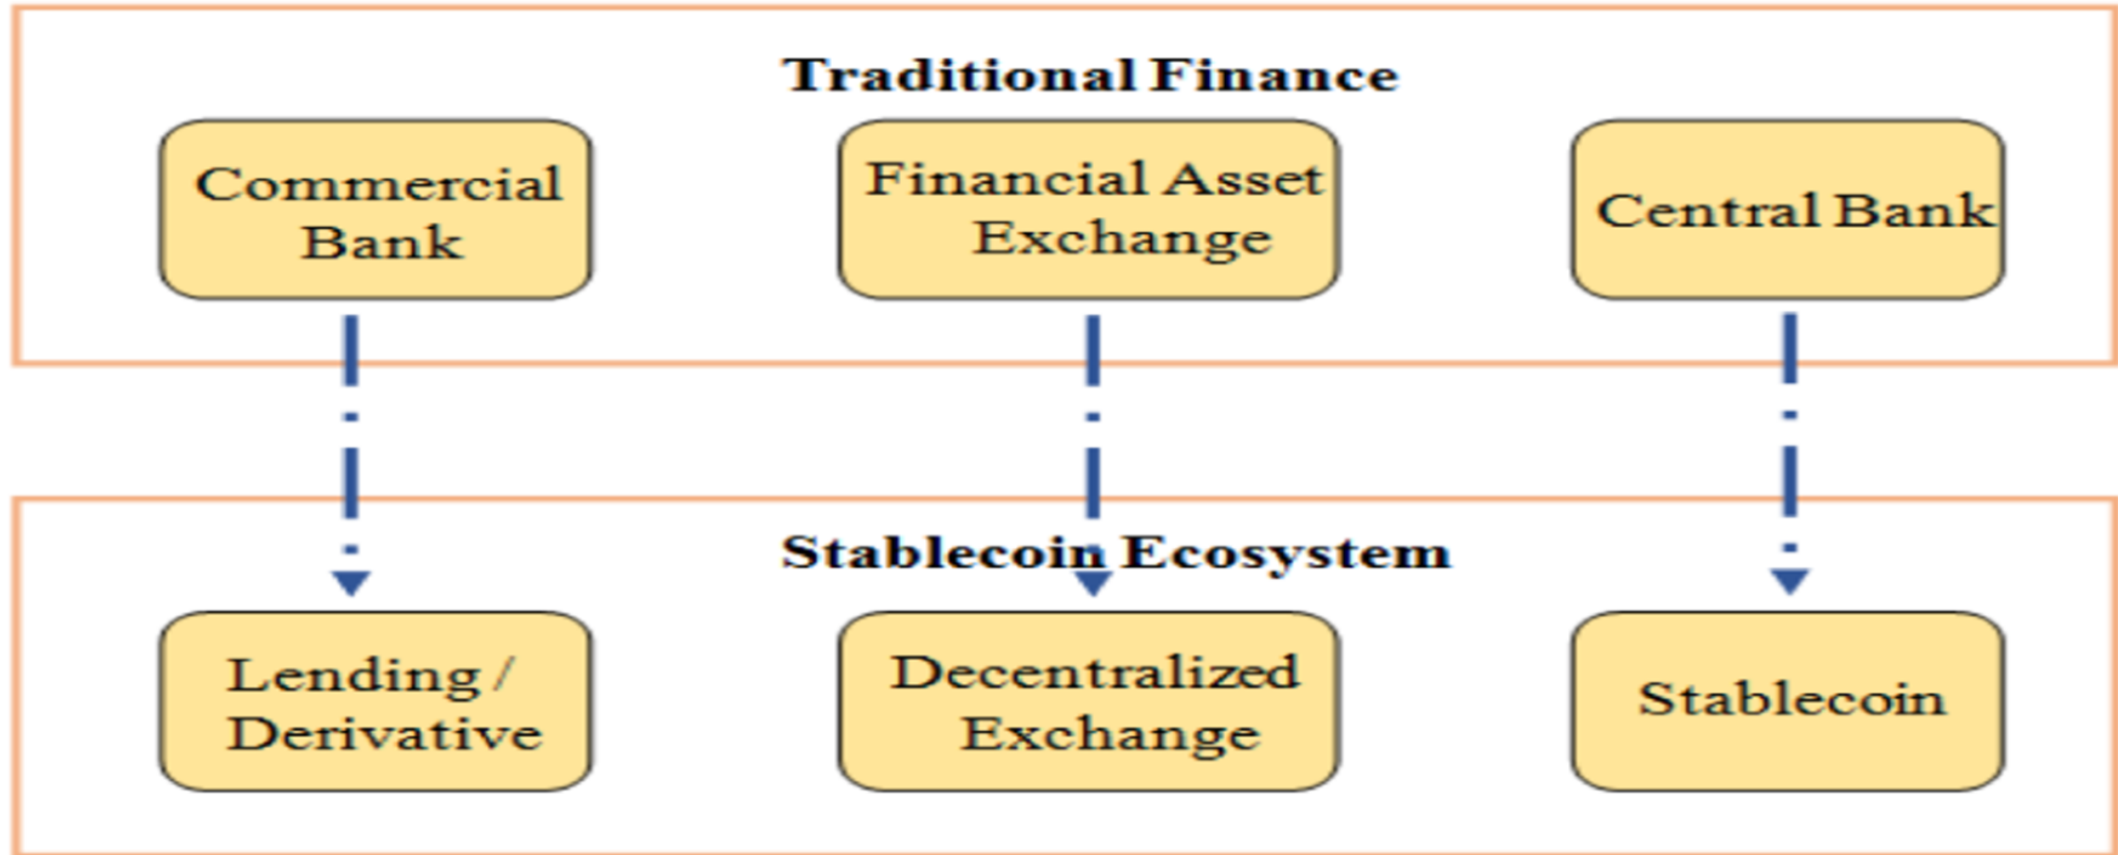 Traditional Finance
Commercial
Bank
Financial Asset
Exchange
Central Bank
Stablecoin Ecosystem
Lending /
Derivative
Decentralized
Exchange
Stablecoin